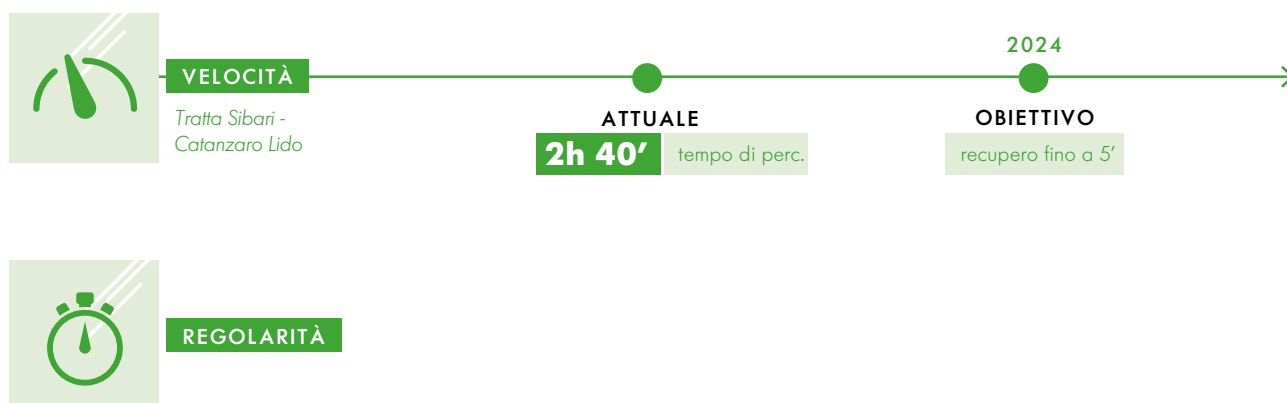 2024
VELOCITÀ
Tratta Sibari -
Catanzaro Lido
ATTUALE
2h 40’
tempo di perc.
OBIETTIVO
recupero fino a 5’
REGOLARITÀ